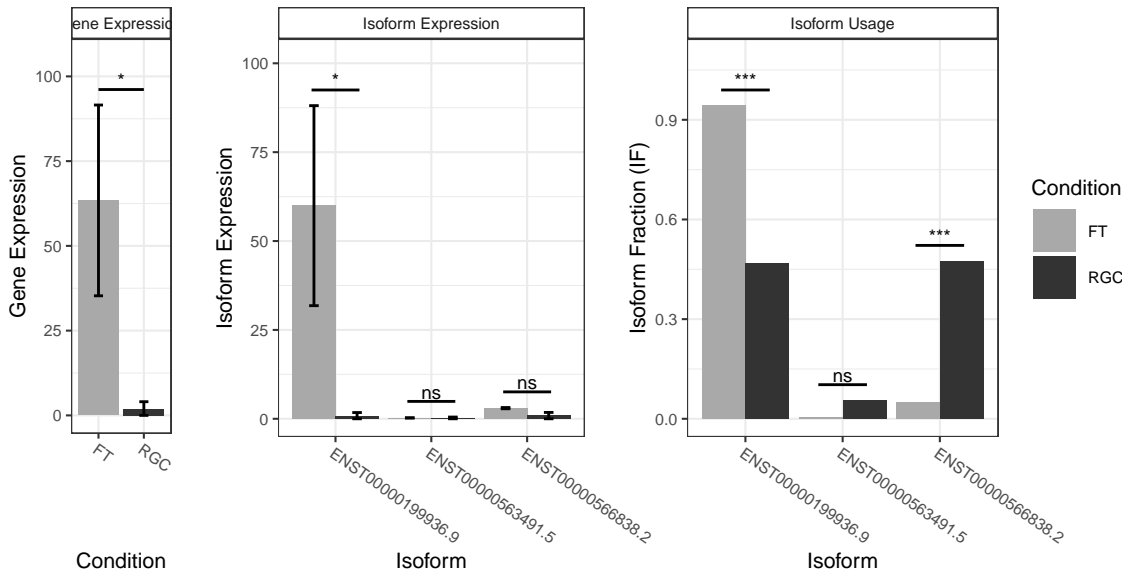 ene Expressio
Gene Expression
100
75
50
25
0
*
FT
RGC
Condition
Isoform Expression
Isoform Expression
100
75
50
25
0
*
ns
ns
ENST00000199936.9
ENST00000563491.5
ENST00000566838.2
Isoform
Isoform Usage
Isoform Fraction (IF)
0.9
0.6
0.3
0.0
***
ns
***
ENST00000199936.9
ENST00000563491.5
ENST00000566838.2
Isoform
Condition
FT
RGC